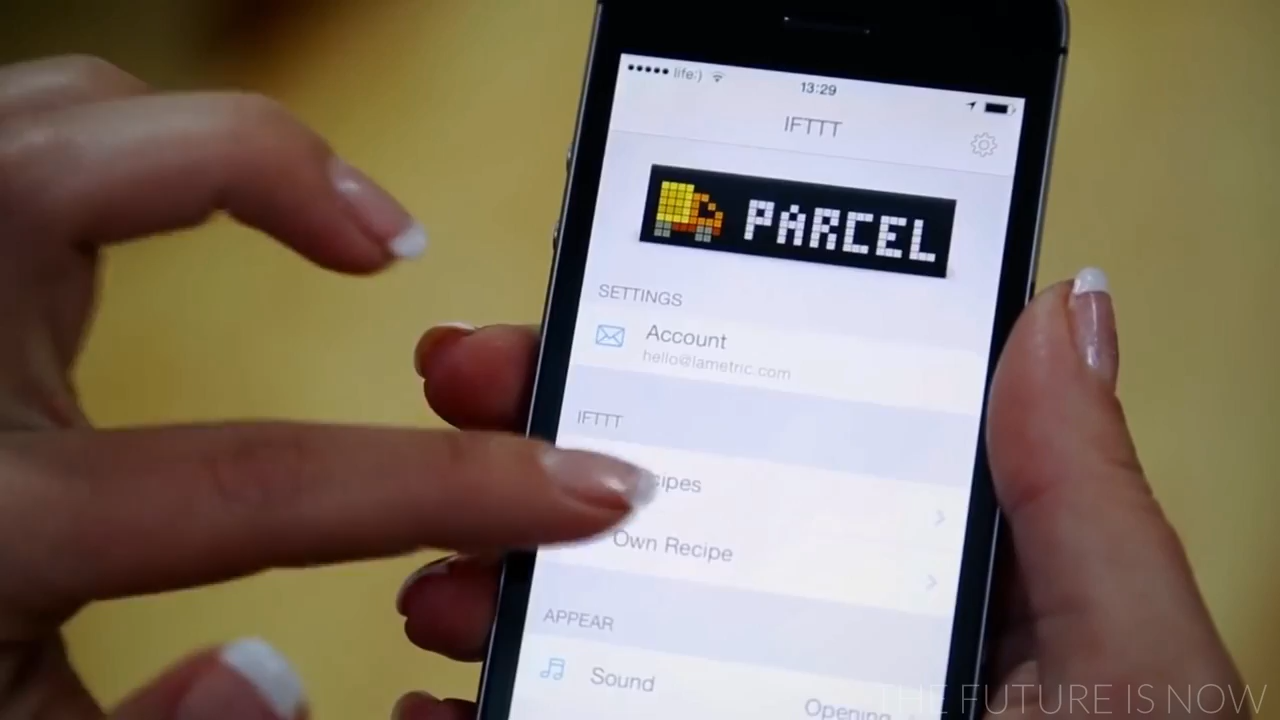 life:)
13:29
IFTTT
PARCEL
SETTINGS
Account
hello@lametric.com
IFTTT
cipes
Own Recipe
APPEAR
Sound
Opening
THE FUTURE IS NOW